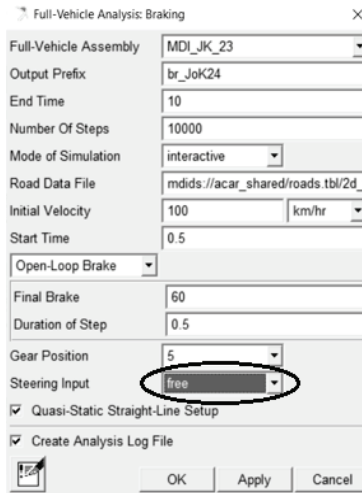 Full-Vehicle Analysis: Braking
Full-Vehicle Assembly MDI_JK_23
Output Prefix br_JoK24
End Time 10
Number Of Steps 10000
Mode of Simulation interactive
Road Data File mdids://acar_shared/roads.tbl/2d_
Initial Velocity 100 km/hr
Start Time 0.5
Open-Loop Brake
Final Brake 60
Duration of Step 0.5
Gear Position 5
Steering Input free
Quasi-Static Straight-Line Setup
Create Analysis Log File
OK Apply Cancel